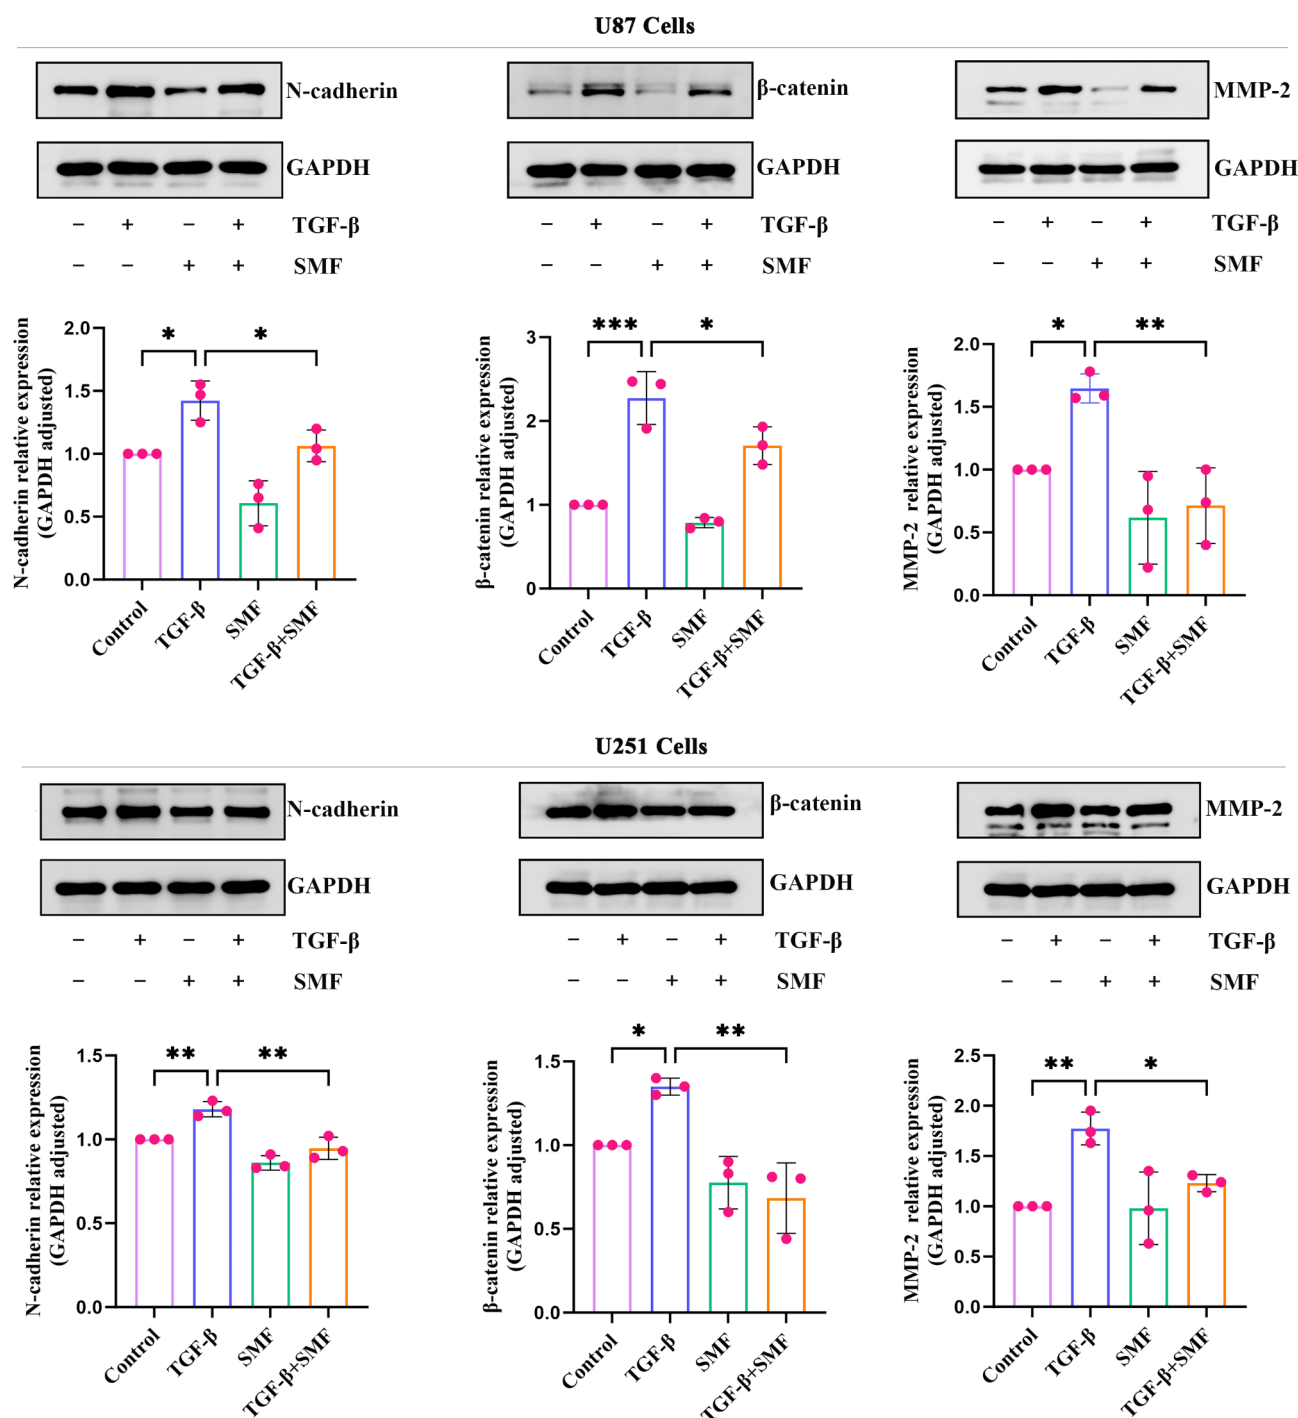 U87 Cells
N-cadherin
GAPDH
− + − + TGF-β
− − + + SMF
β-catenin
GAPDH
− + − + TGF-β
− − + + SMF
MMP-2
GAPDH
− + − + TGF-β
− − + + SMF
N-cadherin relative expression
(GAPDH adjusted)
2.0
1.5
1.0
0.5
0.0
* *
Control TGF-β SMF TGF-β+SMF
β-catenin relative expression
(GAPDH adjusted)
3
2
1
0
*** *
Control TGF-β SMF TGF-β+SMF
MMP-2 relative expression
(GAPDH adjusted)
2.0
1.5
1.0
0.5
0.0
* **
Control TGF-β SMF TGF-β+SMF
U251 Cells
N-cadherin
GAPDH
− + − + TGF-β
− − + + SMF
β-catenin
GAPDH
− + − + TGF-β
− − + + SMF
MMP-2
GAPDH
− + − + TGF-β
− − + + SMF
N-cadherin relative expression
(GAPDH adjusted)
1.5
1.0
0.5
0.0
** **
Control TGF-β SMF TGF-β+SMF
β-catenin relative expression
(GAPDH adjusted)
1.5
1.0
0.5
0.0
* **
Control TGF-β SMF TGF-β+SMF
MMP-2 relative expression
(GAPDH adjusted)
2.5
2.0
1.5
1.0
0.5
0.0
** *
Control TGF-β SMF TGF-β+SMF